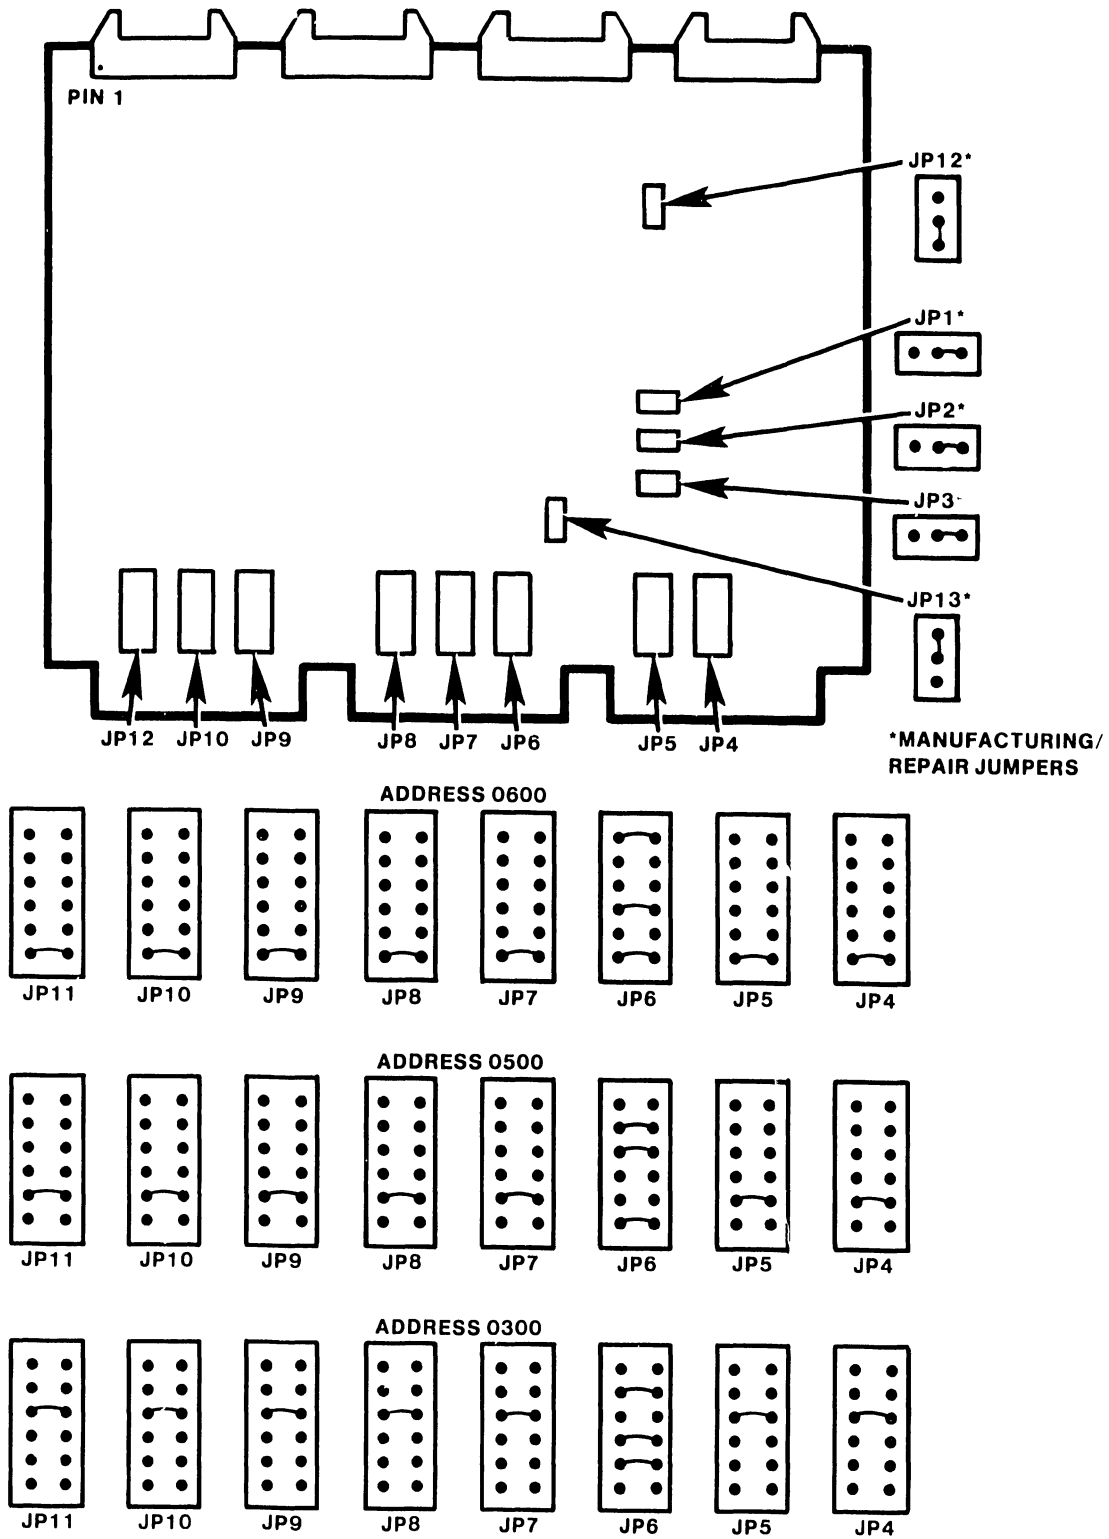 PIN 1
JP12*
JP1*
JP2*
JP3
JP13*
JP12 JP10 JP9 JP8 JP7 JP6 JP5 JP4
*MANUFACTURING/
REPAIR JUMPERS
ADDRESS 0600
JP11 JP10 JP9 JP8 JP7 JP6 JP5 JP4
ADDRESS 0500
JP11 JP10 JP9 JP8 JP7 JP6 JP5 JP4
ADDRESS 0300
JP11 JP10 JP9 JP8 JP7 JP6 JP5 JP4